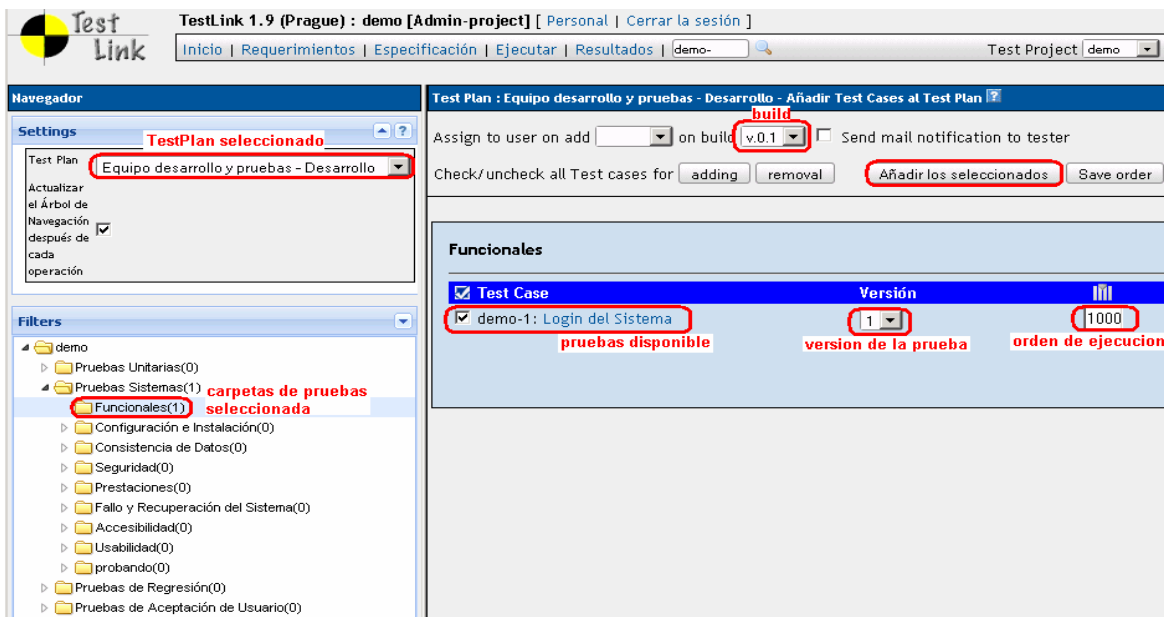 Test
Link
TestLink 1.9 (Prague) : demo [Admin-project] [ Personal | Cerrar la sesión ]
Inicio | Requerimientos | Especificación | Ejecutar | Resultados | demo-
Test Project demo
Navegador
Settings
TestPlan seleccionado
Test Plan
Equipo desarrollo y pruebas - Desarrollo
Actualizar
el Árbol de
Navegación
después de
cada
operación
Filters
demo
Pruebas Unitarias(0)
Pruebas Sistemas(1)
carpetas de pruebas
seleccionada
Funcionales(1)
Configuración e Instalación(0)
Consistencia de Datos(0)
Seguridad(0)
Prestaciones(0)
Fallo y Recuperación del Sistema(0)
Accesibilidad(0)
Usabilidad(0)
probando(0)
Pruebas de Regresión(0)
Pruebas de Aceptación de Usuario(0)
Test Plan : Equipo desarrollo y pruebas - Desarrollo - Añadir Test Cases al Test Plan ?
build
Assign to user on add on build v.0.1 Send mail notification to tester
Check/uncheck all Test cases for adding removal Añadir los seleccionados Save order
Funcionales
Test Case Versión
demo-1: Login del Sistema 1 1000
pruebas disponible version de la prueba orden de ejecucion